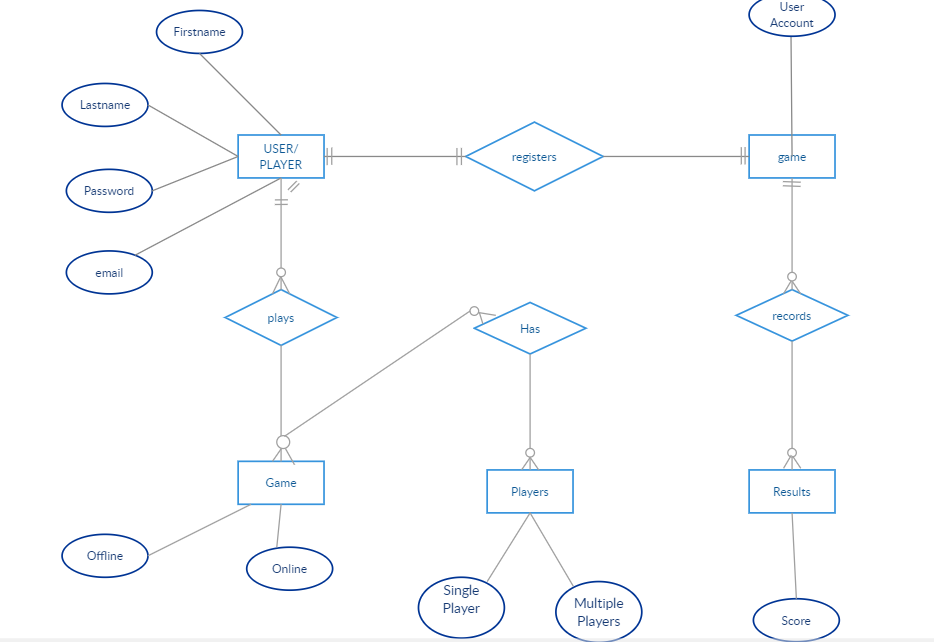 User
Account
Firstname
Lastname
USER/
PLAYER
registers
game
Password
email
plays
Has
records
Game
Players
Results
Offline
Online
Single
Player
Multiple
Players
Score